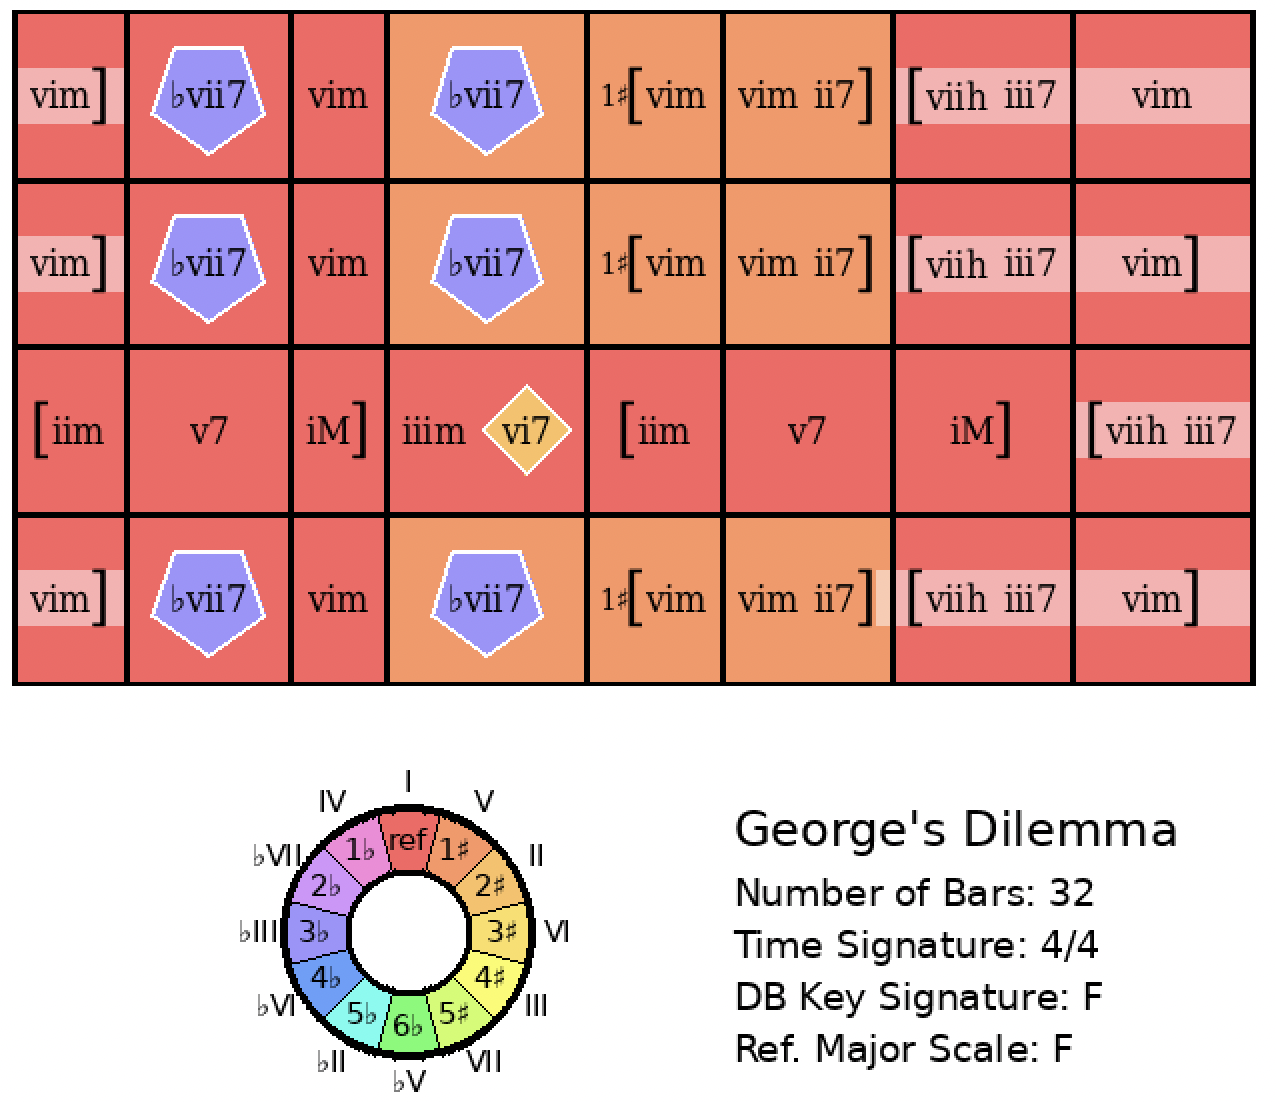 vim] ♭vii7 vim ♭vii7 1♯[vim vim ii7] [viih iii7 vim
vim] ♭vii7 vim ♭vii7 1♯[vim vim ii7] [viih iii7 vim]
[iim v7 iM] iiim vi7 [iim v7 iM] [viih iii7
vim] ♭vii7 vim ♭vii7 1♯[vim vim ii7] [viih iii7 vim]
I
IV V
♭VII II
♭III VI
♭VI III
♭II VII
♭V
ref
1♭ 1♯
2♭ 2♯
3♭ 3♯
4♭ 4♯
5♭ 5♯
6♭
George's Dilemma
Number of Bars: 32
Time Signature: 4/4
DB Key Signature: F
Ref. Major Scale: F